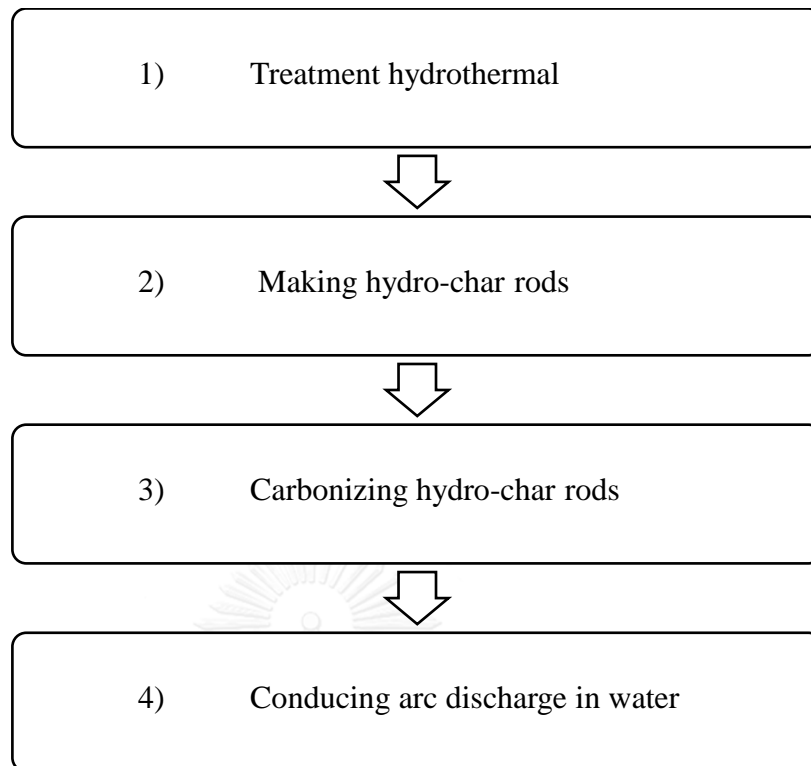 1) Treatment hydrothermal
2) Making hydro-char rods
3) Carbonizing hydro-char rods
4) Conducing arc discharge in water